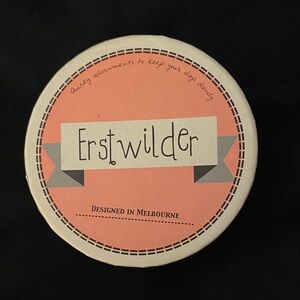 Quirky adornments to keep your days dandy
Erstwilder
DESIGNED IN MELBOURNE